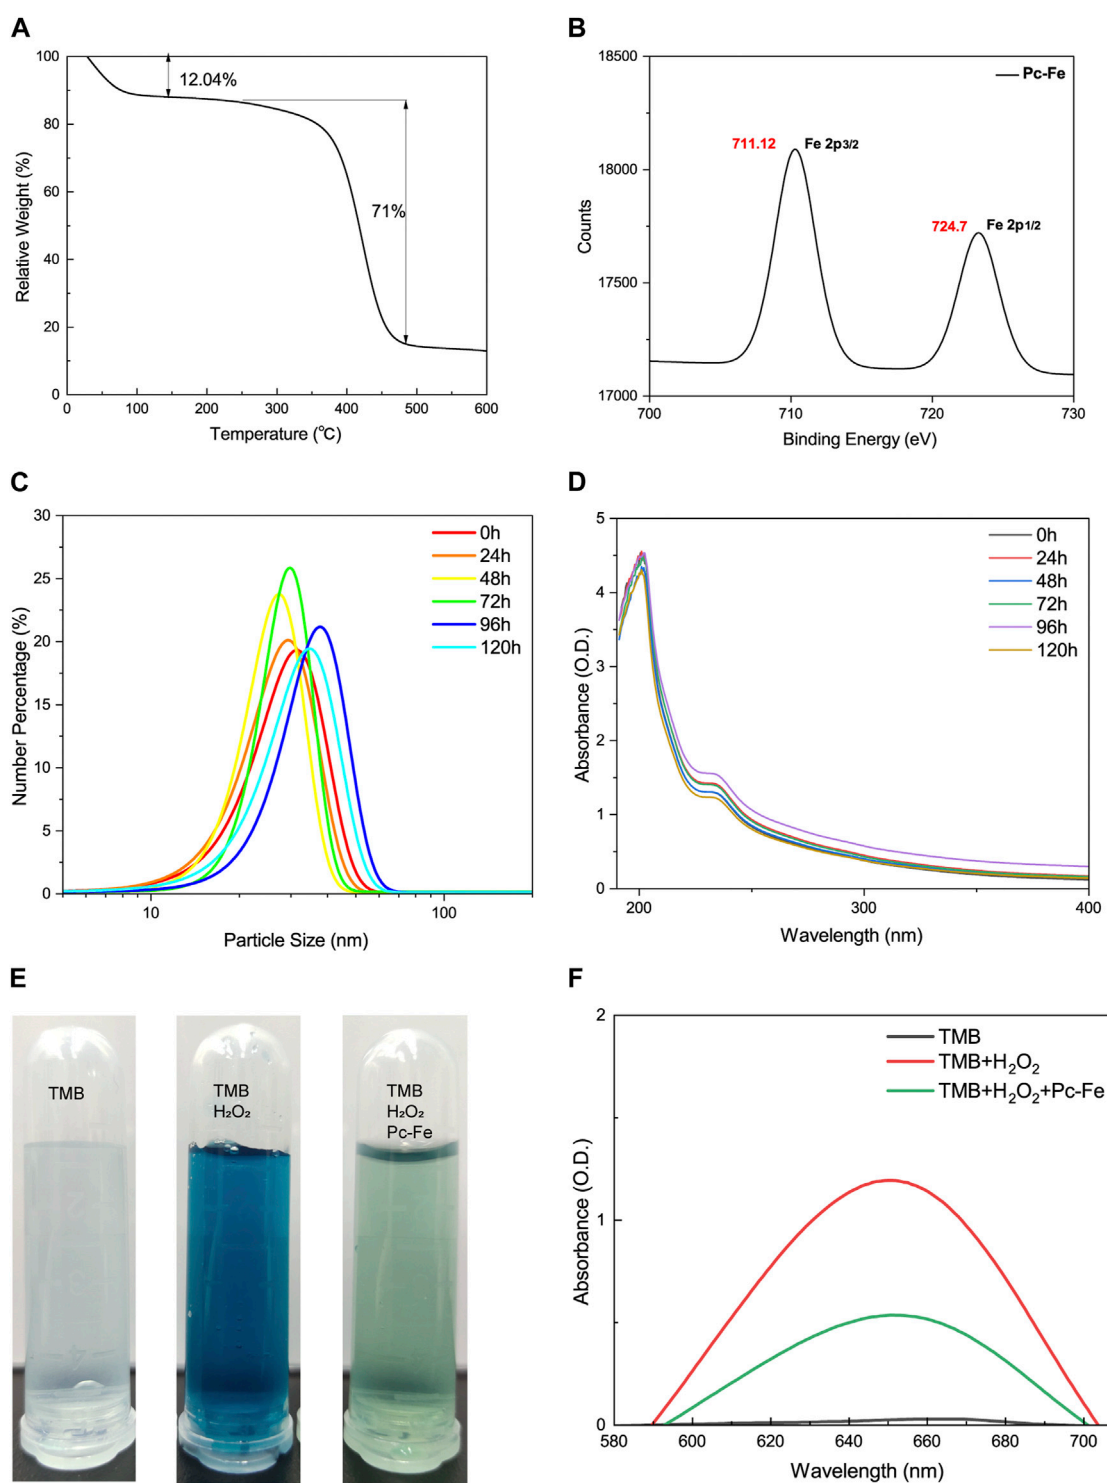 A
100
80
60
40
20
0
12.04%
71%
Relative Weight (%)
0 100 200 300 400 500 600
Temperature (℃)
B
18500
18000
17500
17000
Pc-Fe
711.12 Fe 2p3/2
724.7 Fe 2p1/2
Counts
700 710 720 730
Binding Energy (eV)
C
30
25
20
15
10
5
0
0h
24h
48h
72h
96h
120h
Number Percentage (%)
10 100
Particle Size (nm)
D
5
4
3
2
1
0
0h
24h
48h
72h
96h
120h
Absorbance (O.D.)
200 300 400
Wavelength (nm)
E
TMB
TMB
H₂O₂
TMB
H₂O₂
Pc-Fe
F
2
1
0
TMB
TMB+H₂O₂
TMB+H₂O₂+Pc-Fe
Absorbance (O.D.)
580 600 620 640 660 680 700
Wavelength (nm)